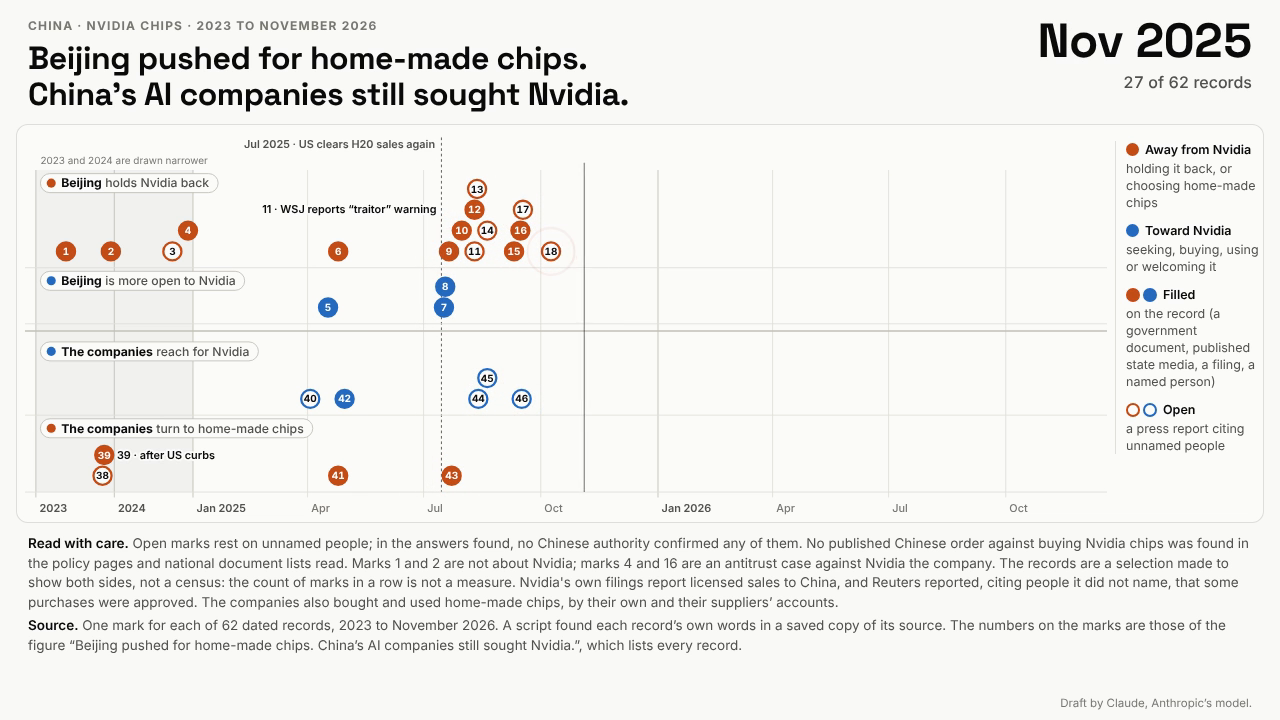 CHINA · NVIDIA CHIPS · 2023 TO NOVEMBER 2026
Beijing pushed for home-made chips.
China’s AI companies still sought Nvidia.
Nov 2025
27 of 62 records
Jul 2025 · US clears H20 sales again
2023 and 2024 are drawn narrower
Beijing holds Nvidia back
13
11 · WSJ reports “traitor” warning
12
17
4
10
14
16
1
2
3
6
9
11
15
18
Beijing is more open to Nvidia
8
5
7
The companies reach for Nvidia
45
40
42
44
46
The companies turn to home-made chips
39
39 · after US curbs
38
41
43
2023
2024
Jan 2025
Apr
Jul
Oct
Jan 2026
Apr
Jul
Oct
Away from Nvidia
holding it back, or
choosing home-made
chips
Toward Nvidia
seeking, buying, using
or welcoming it
Filled
on the record (a
government
document, published
state media, a filing, a
named person)
Open
a press report citing
unnamed people
Read with care. Open marks rest on unnamed people; in the answers found, no Chinese authority confirmed any of them. No published Chinese order against buying Nvidia chips was found in
the policy pages and national document lists read. Marks 1 and 2 are not about Nvidia; marks 4 and 16 are an antitrust case against Nvidia the company. The records are a selection made to
show both sides, not a census: the count of marks in a row is not a measure. Nvidia's own filings report licensed sales to China, and Reuters reported, citing people it did not name, that some
purchases were approved. The companies also bought and used home-made chips, by their own and their suppliers’ accounts.
Source. One mark for each of 62 dated records, 2023 to November 2026. A script found each record’s own words in a saved copy of its source. The numbers on the marks are those of the
figure “Beijing pushed for home-made chips. China’s AI companies still sought Nvidia.”, which lists every record.
Draft by Claude, Anthropic’s model.